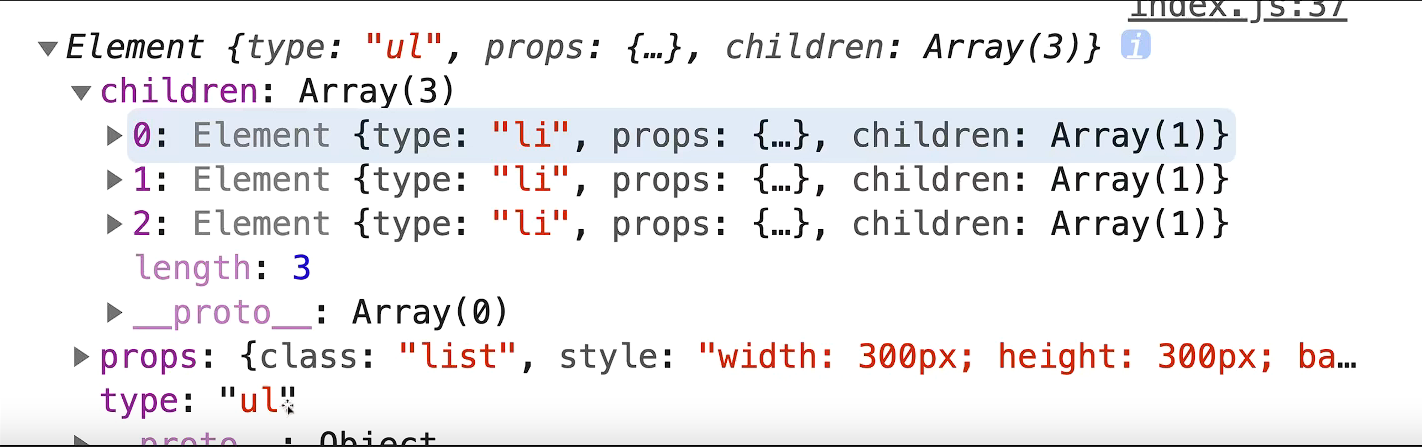 index.js:37
Element {type: "ul", props: {…}, children: Array(3)} i
children: Array(3)
0: Element {type: "li", props: {…}, children: Array(1)}
1: Element {type: "li", props: {…}, children: Array(1)}
2: Element {type: "li", props: {…}, children: Array(1)}
length: 3
__proto__: Array(0)
props: {class: "list", style: "width: 300px; height: 300px; ba…
type: "ul"
__proto__: Object